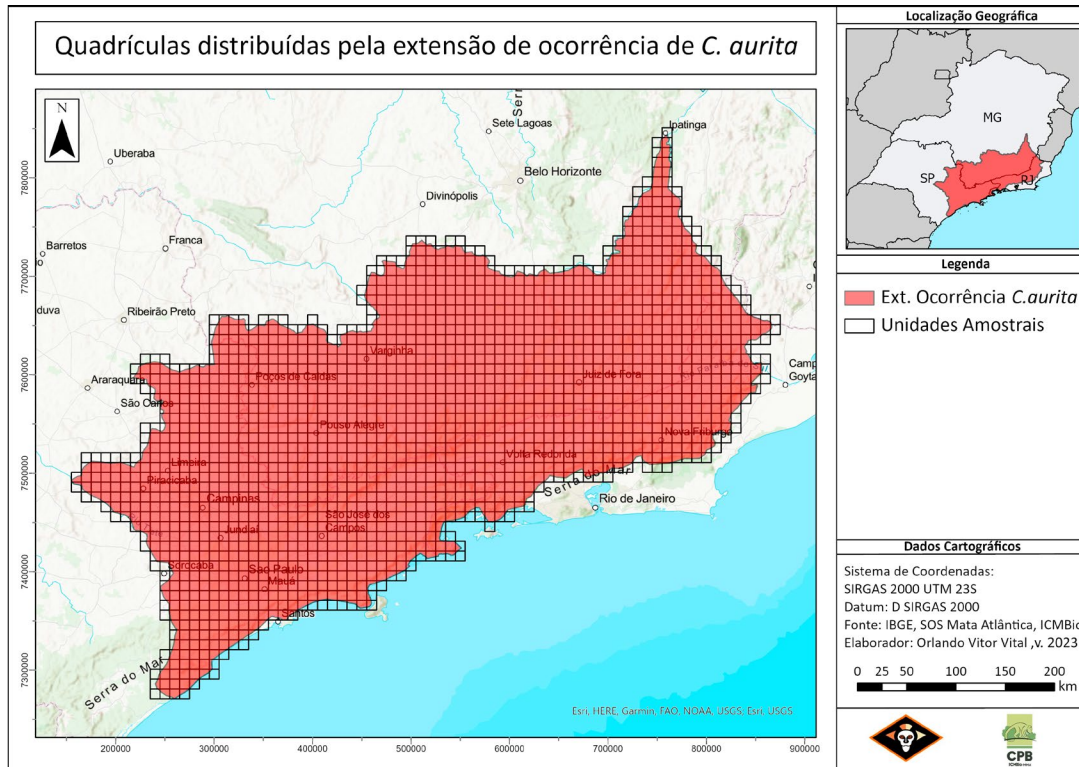 Quadrículas distribuídas pela extensão de ocorrência de C. aurita
N
Sete Lagoas
Ipatinga
Uberaba
Belo Horizonte
Divinópolis
Franca
Barretos
duva
Ribeirão Preto
Varginha
Araraquara
Poços de Caldas
Juiz de Fora
Camp
Goyta
São Carlos
Pouso Alegre
Nova Friburgo
Limeira
Volta Redonda
Piracicaba
Serra do Mar
Campinas
Rio de Janeiro
São José dos
Campos
Jundiaí
Sorocaba
São Paulo
Mauá
Santos
Serra do Mar
Esri, HERE, Garmin, FAO, NOAA, USGS; Esri, USGS
7800000
7700000
7600000
7500000
7400000
7300000
200000
300000
400000
500000
600000
700000
800000
900000
Localização Geográfica
MG
SP
RJ
Legenda
Ext. Ocorrência C.aurita
Unidades Amostrais
Dados Cartográficos
Sistema de Coordenadas:
SIRGAS 2000 UTM 23S
Datum: D SIRGAS 2000
Fonte: IBGE, SOS Mata Atlântica, ICMBio
Elaborador: Orlando Vitor Vital ,v. 2023
0 25 50 100 150 200
km
CPB